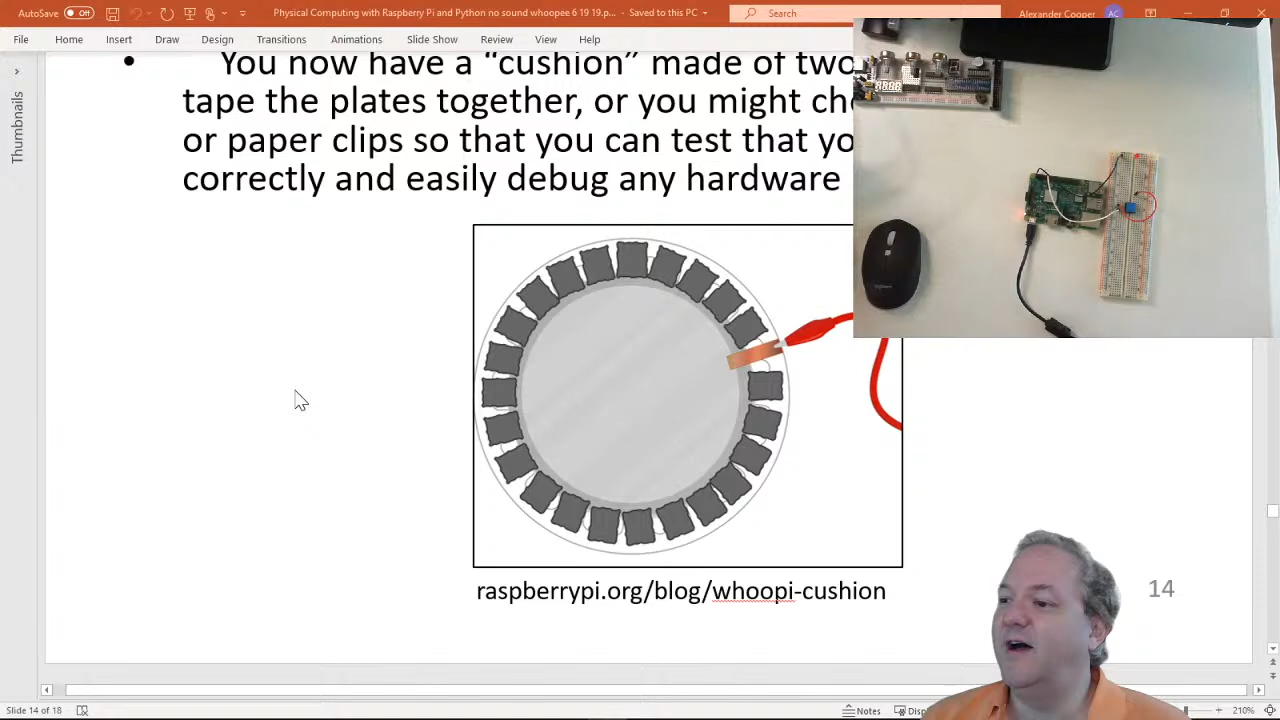 AutoSave Off Physical Computing with Raspberry Pi and Python no sound whoopee 6 19 19.... - Saved to this PC Search Alexander Cooper AC
File Home Insert Design Transitions Animations Slide Show Review View Help
Thumbnails
• You now have a “cushion” made of two
tape the plates together, or you might
or paper clips so that you can test that
correctly and easily debug any hardware
raspberrypi.org/blog/whoopi-cushion
14
Slide 14 of 18 Notes 210%